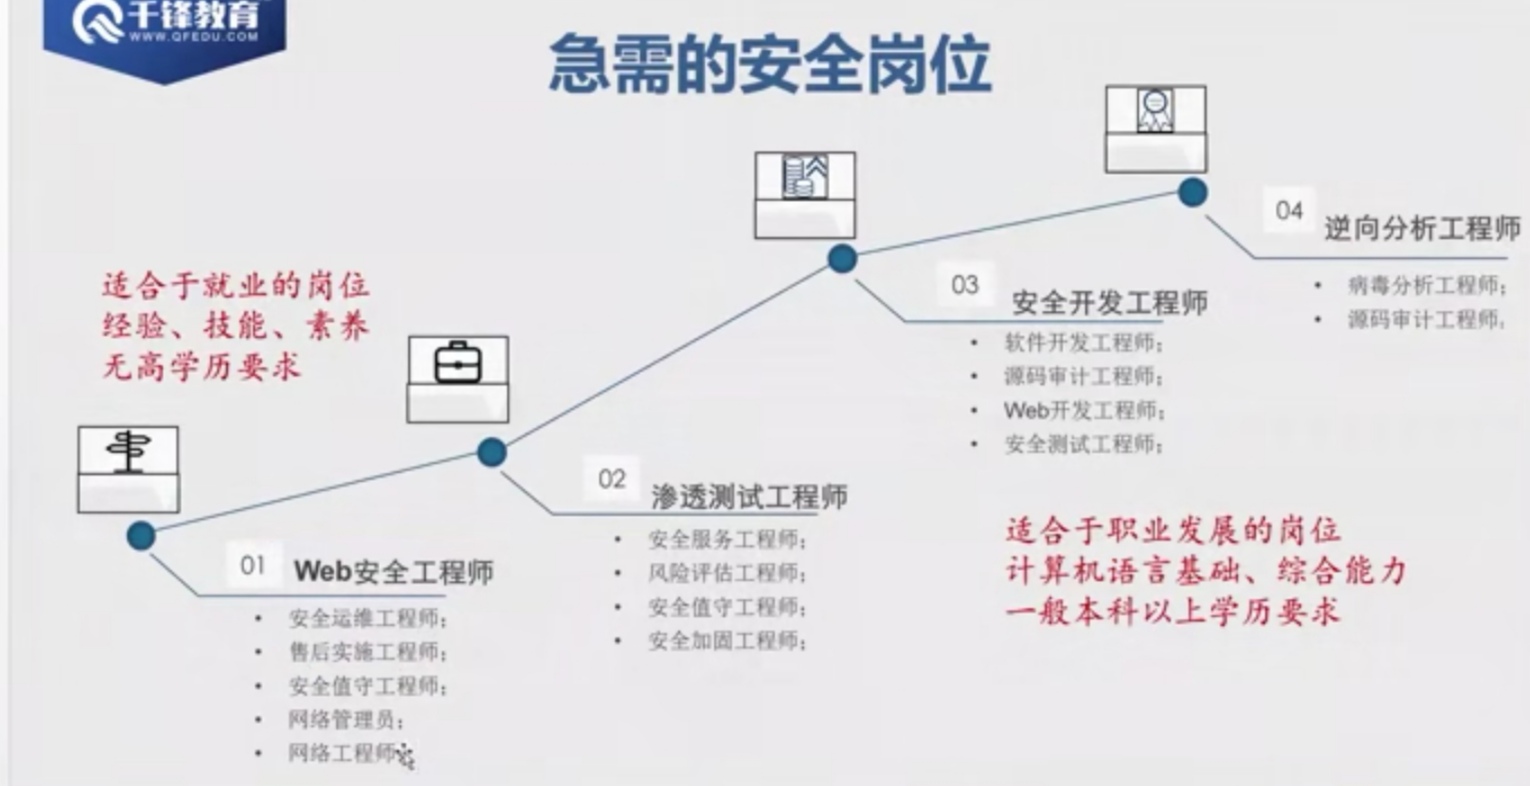 千锋教育
WWW.QFEDU.COM
急需的安全岗位
适合于就业的岗位
经验、技能、素养
无高学历要求
01 Web安全工程师
• 安全运维工程师;
• 售后实施工程师;
• 安全值守工程师;
• 网络管理员;
• 网络工程师
02 渗透测试工程师
• 安全服务工程师;
• 风险评估工程师;
• 安全值守工程师;
• 安全加固工程师;
03 安全开发工程师
• 软件开发工程师;
• 源码审计工程师;
• Web开发工程师;
• 安全测试工程师;
04 逆向分析工程师
• 病毒分析工程师;
• 源码审计工程师.
适合于职业发展的岗位
计算机语言基础、综合能力
一般本科以上学历要求